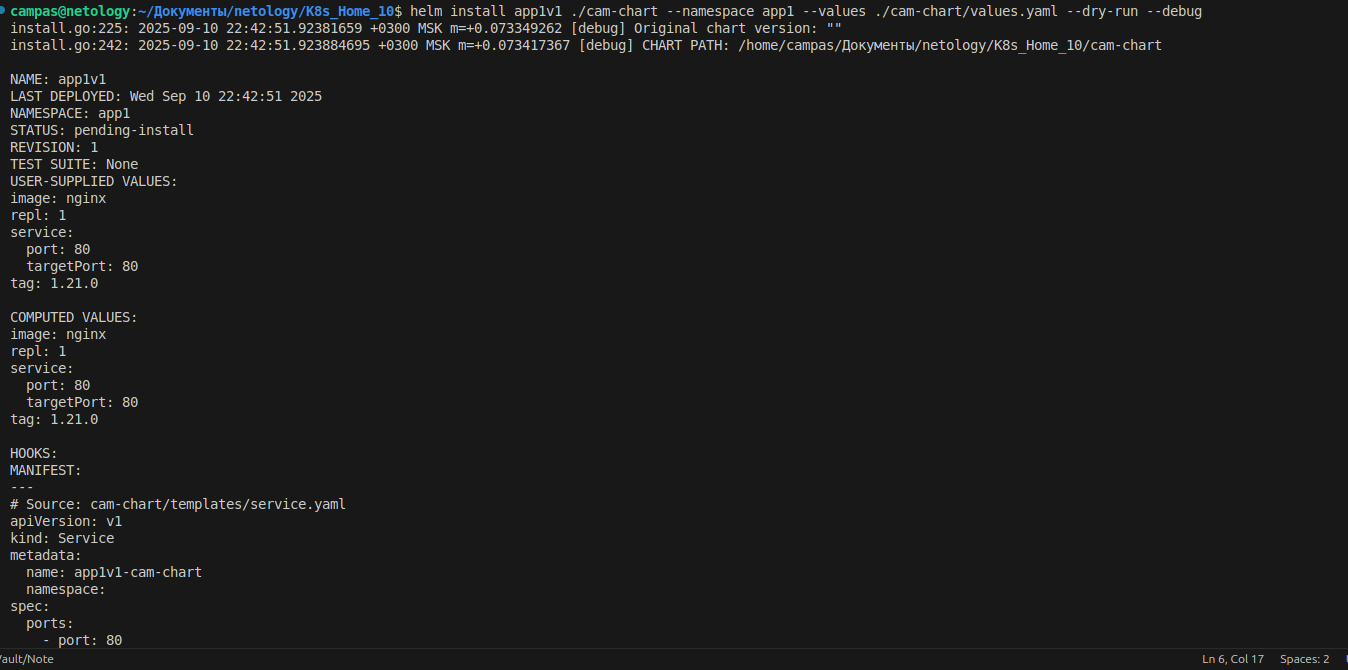 campas@netology:~/Документы/netology/K8s_Home_10$ helm install app1v1 ./cam-chart --namespace app1 --values ./cam-chart/values.yaml --dry-run --debug
install.go:225: 2025-09-10 22:42:51.92381659 +0300 MSK m=+0.073349262 [debug] Original chart version: ""
install.go:242: 2025-09-10 22:42:51.923884695 +0300 MSK m=+0.073417367 [debug] CHART PATH: /home/campas/Документы/netology/K8s_Home_10/cam-chart

NAME: app1v1
LAST DEPLOYED: Wed Sep 10 22:42:51 2025
NAMESPACE: app1
STATUS: pending-install
REVISION: 1
TEST SUITE: None
USER-SUPPLIED VALUES:
image: nginx
repl: 1
service:
  port: 80
  targetPort: 80
tag: 1.21.0

COMPUTED VALUES:
image: nginx
repl: 1
service:
  port: 80
  targetPort: 80
tag: 1.21.0

HOOKS:
MANIFEST:
---
# Source: cam-chart/templates/service.yaml
apiVersion: v1
kind: Service
metadata:
  name: app1v1-cam-chart
  namespace:
spec:
  ports:
    - port: 80
ault/Note Ln 6, Col 17 Spaces: 2